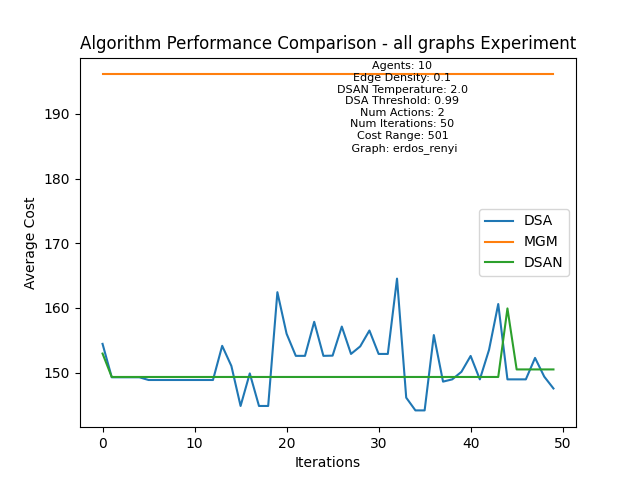 Algorithm Performance Comparison - all graphs Experiment
Agents: 10
Edge Density: 0.1
DSAN Temperature: 2.0
DSA Threshold: 0.99
Num Actions: 2
Num Iterations: 50
Cost Range: 501
Graph: erdos_renyi
Average Cost
190
180
170
160
150
DSA
MGM
DSAN
0 10 20 30 40 50
Iterations